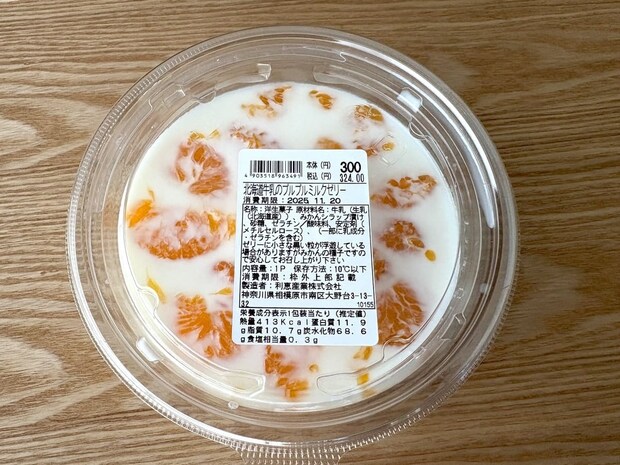 4903516963491
本体(円) 300
税込(円) 324.00
北海道牛乳のプルプルミルクゼリー
消費期限:2025.11.20
名称:洋生菓子 原材料名:牛乳(生乳
(北海道産))、みかんシラップ漬け
、砂糖、ゼラチン/酸味料、安定剤(
メチルセルロース)、(一部に乳成分
・ゼラチンを含む)
ゼリーに小さな黒い粒が浮遊している
場合がありますがみかんの種子ですの
で安心してお召し上がり下さい
内容量:1P 保存方法:10℃以下
消費期限:枠外上部記載
製造者:利恵産業株式会社
神奈川県相模原市南区大野台3-13-
32 10155
栄養成分表示1包装当たり(推定値)
熱量413Kcal蛋白質11.9
g脂質10.7g炭水化物68.6
g食塩相当量0.3g